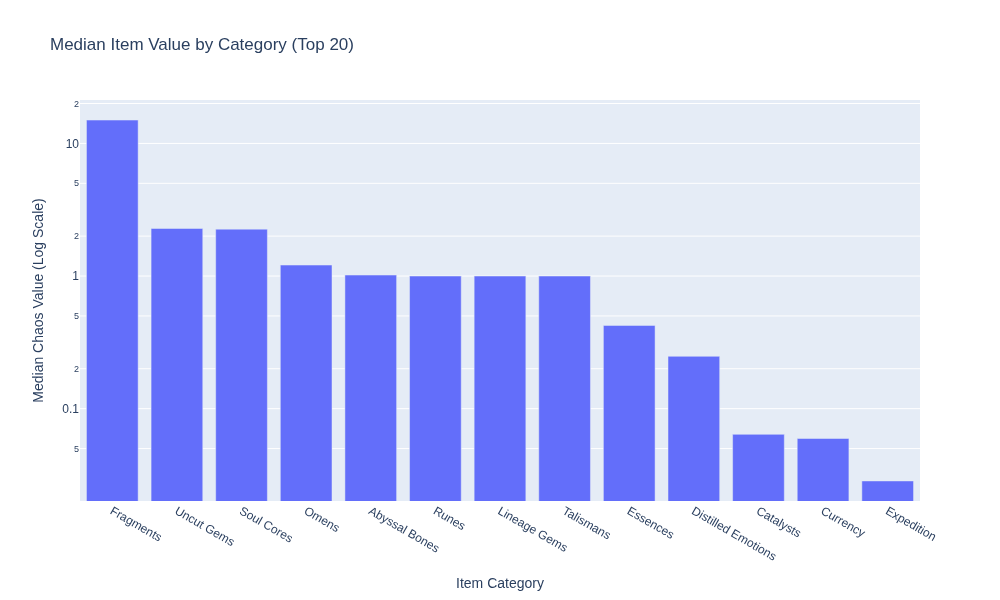 Median Item Value by Category (Top 20)
Median Chaos Value (Log Scale)
2
10
5
2
1
5
2
0.1
5
Fragments
Uncut Gems
Soul Cores
Omens
Abyssal Bones
Runes
Lineage Gems
Talismans
Essences
Distilled Emotions
Catalysts
Currency
Expedition
Item Category